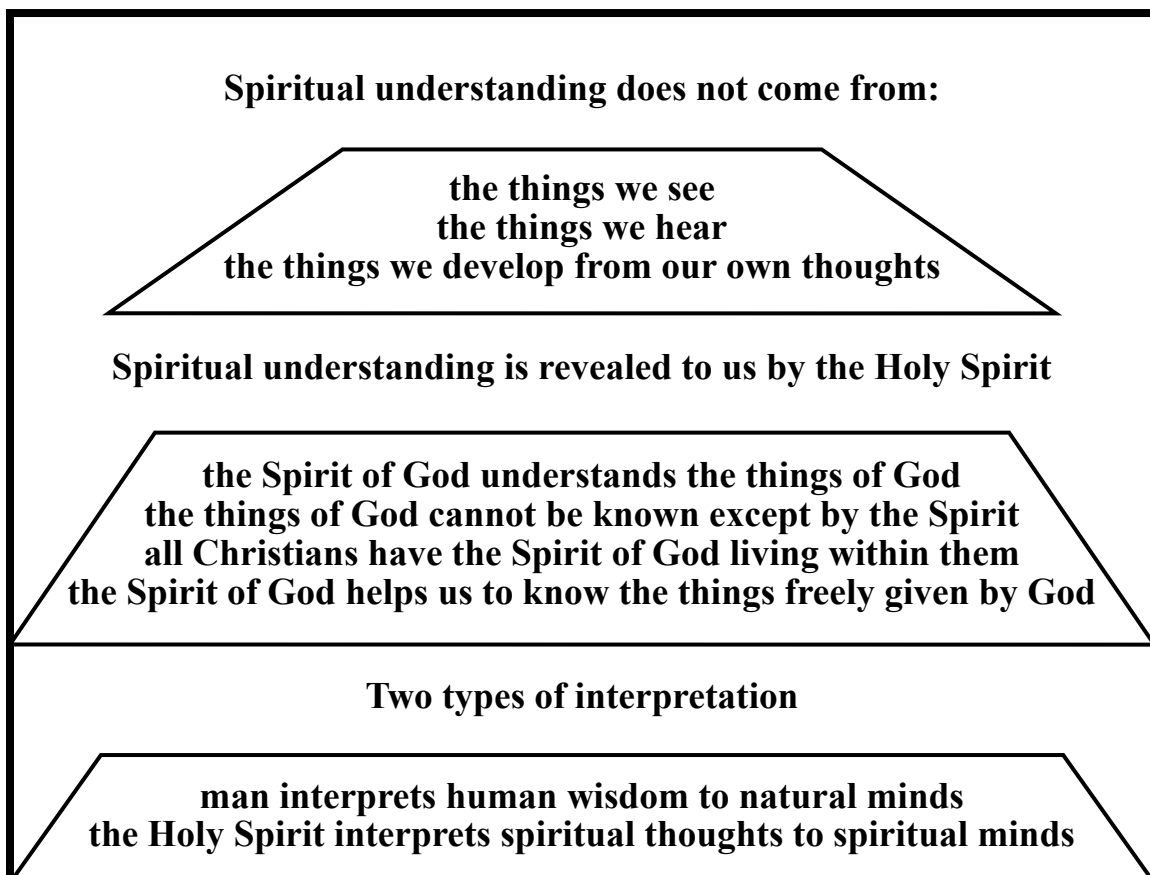 Spiritual understanding does not come from:
the things we see
the things we hear
the things we develop from our own thoughts
Spiritual understanding is revealed to us by the Holy Spirit
the Spirit of God understands the things of God
the things of God cannot be known except by the Spirit
all Christians have the Spirit of God living within them
the Spirit of God helps us to know the things freely given by God
Two types of interpretation
man interprets human wisdom to natural minds
the Holy Spirit interprets spiritual thoughts to spiritual minds